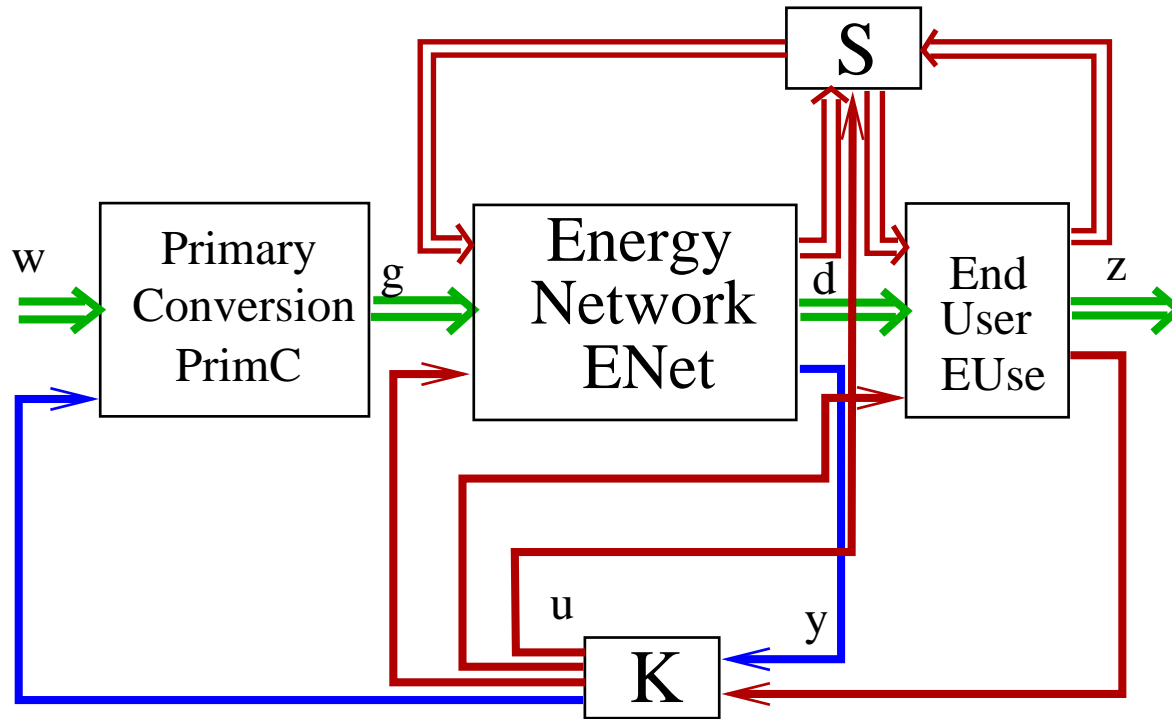 S
w
Primary
Conversion
PrimC
g
Energy
Network
ENet
d
End
User
EUse
z
u
y
K